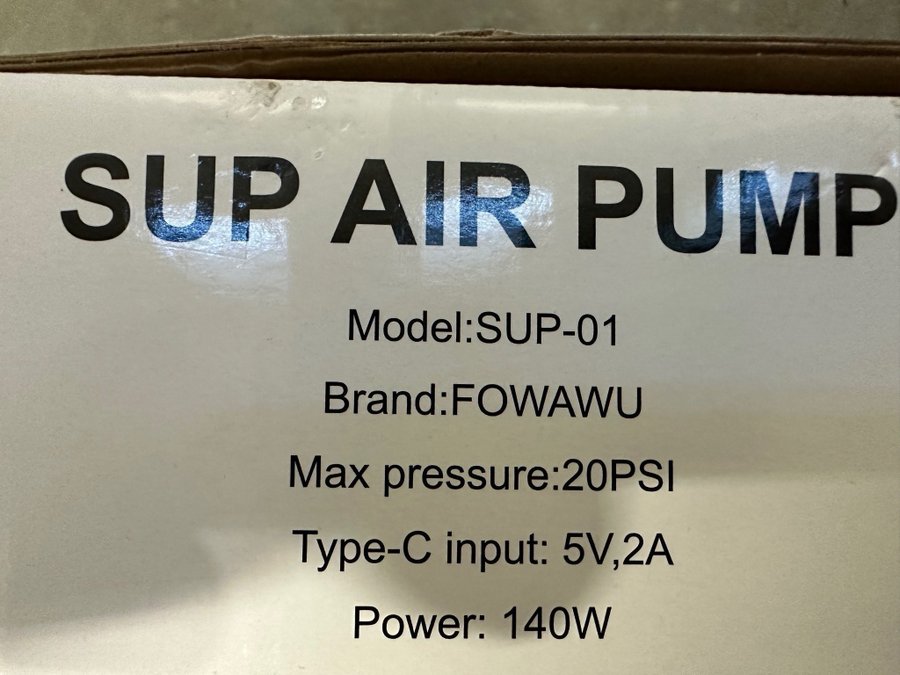 SUP AIR PUMP
Model:SUP-01
Brand:FOWAWU
Max pressure:20PSI
Type-C input: 5V,2A
Power: 140W